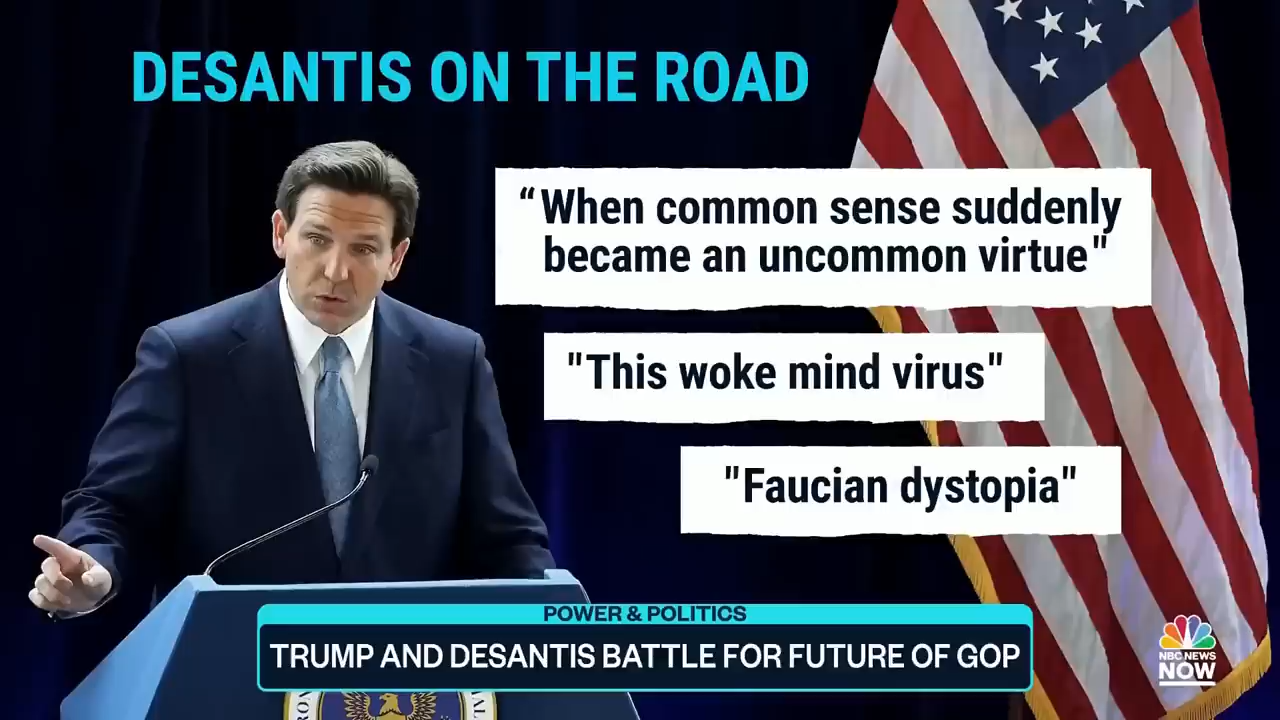 DESANTIS ON THE ROAD
“When common sense suddenly
became an uncommon virtue"
"This woke mind virus"
"Faucian dystopia"
POWER & POLITICS
TRUMP AND DESANTIS BATTLE FOR FUTURE OF GOP
NBC NEWS
NOW